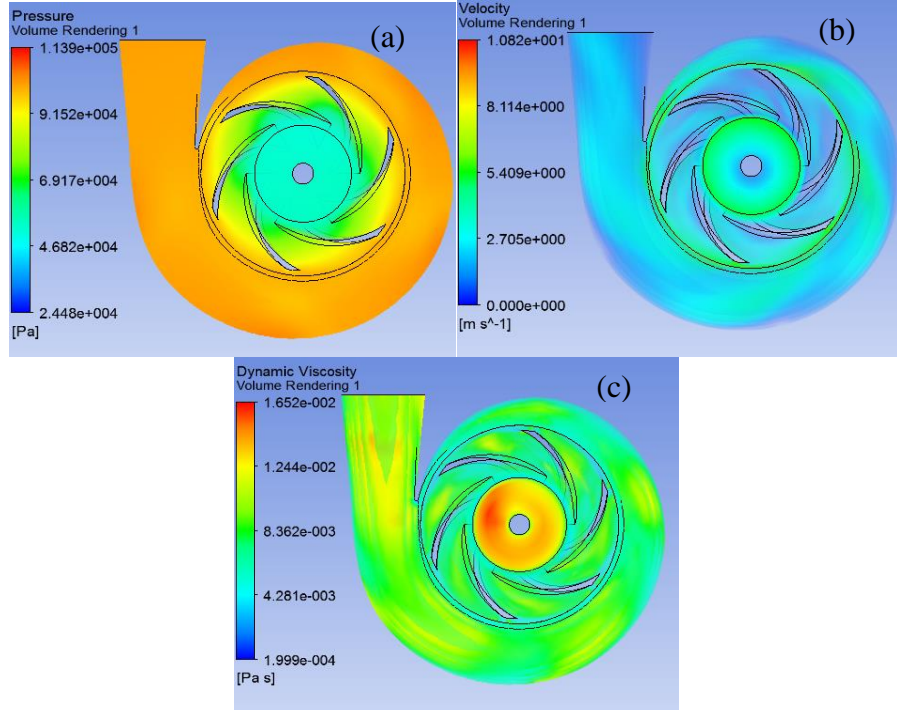 Pressure
Volume Rendering 1
(a)
1.139e+005
9.152e+004
6.917e+004
4.682e+004
2.448e+004
[Pa]
Velocity
Volume Rendering 1
(b)
1.082e+001
8.114e+000
5.409e+000
2.705e+000
0.000e+000
[m s^-1]
Dynamic Viscosity
Volume Rendering 1
(c)
1.652e-002
1.244e-002
8.362e-003
4.281e-003
1.999e-004
[Pa s]